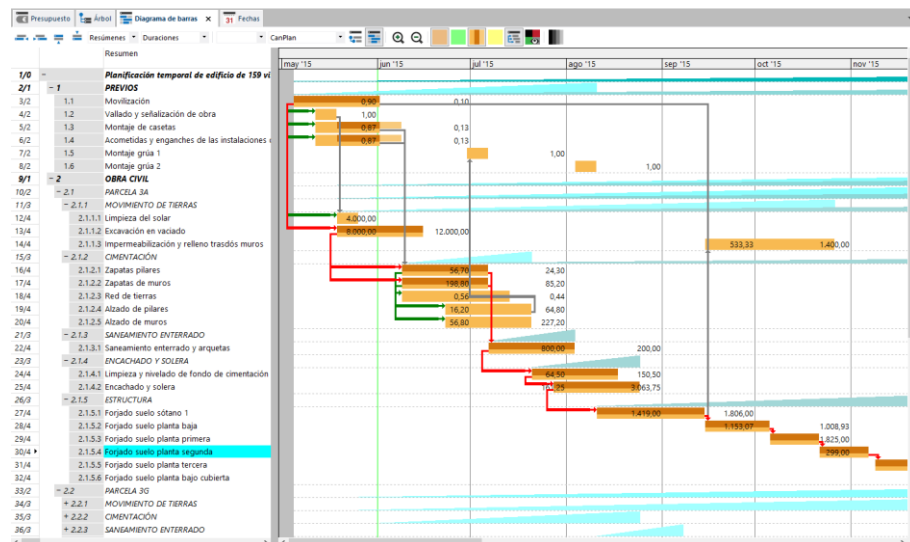 Presupuesto Árbol Diagrama de barras x 31 Fechas
Resúmenes Duraciones CanPlan
Resumen may '15 jun '15 jul '15 ago '15 sep '15 oct '15 nov '15
1/0 - Planificación temporal de edificio de 159 vi
2/1 - 1 PREVIOS
3/2 1.1 Movilización 0,90 0,10
4/2 1.2 Vallado y señalización de obra 1,00
5/2 1.3 Montaje de casetas 0,87 0,13
6/2 1.4 Acometidas y enganches de las instalaciones 0,87 0,13
7/2 1.5 Montaje grúa 1 1,00
8/2 1.6 Montaje grúa 2 1,00
9/1 - 2 OBRA CIVIL
10/2 - 2.1 PARCELA 3A
11/3 - 2.1.1 MOVIMIENTO DE TIERRAS
12/4 2.1.1.1 Limpieza del solar 4.000,00
13/4 2.1.1.2 Excavación en vaciado 8.000,00 12.000,00
14/4 2.1.1.3 Impermeabilización y relleno trasdós muros 533,33 1.400,00
15/3 - 2.1.2 CIMENTACIÓN
16/4 2.1.2.1 Zapatas pilares 56,70 24,30
17/4 2.1.2.2 Zapatas de muros 198,80 85,20
18/4 2.1.2.3 Red de tierras 0,56 0,44
19/4 2.1.2.4 Alzado de pilares 16,20 64,80
20/4 2.1.2.5 Alzado de muros 56,80 227,20
21/3 - 2.1.3 SANEAMIENTO ENTERRADO
22/4 2.1.3.1 Saneamiento enterrado y arquetas 800,00 200,00
23/3 - 2.1.4 ENCACHADO Y SOLERA
24/4 2.1.4.1 Limpieza y nivelado de fondo de cimentación 64,50 150,50
25/4 2.1.4.2 Encachado y solera 3.063,75
26/3 - 2.1.5 ESTRUCTURA
27/4 2.1.5.1 Forjado suelo sótano 1 1.419,00 1.806,00
28/4 2.1.5.2 Forjado suelo planta baja 1.153,07 1.008,93
29/4 2.1.5.3 Forjado suelo planta primera 1.825,00
30/4 2.1.5.4 Forjado suelo planta segunda 299,00
31/4 2.1.5.5 Forjado suelo planta tercera
32/4 2.1.5.6 Forjado suelo planta bajo cubierta
33/2 - 2.2 PARCELA 3G
34/3 + 2.2.1 MOVIMIENTO DE TIERRAS
35/3 + 2.2.2 CIMENTACIÓN
36/3 + 2.2.3 SANEAMIENTO ENTERRADO